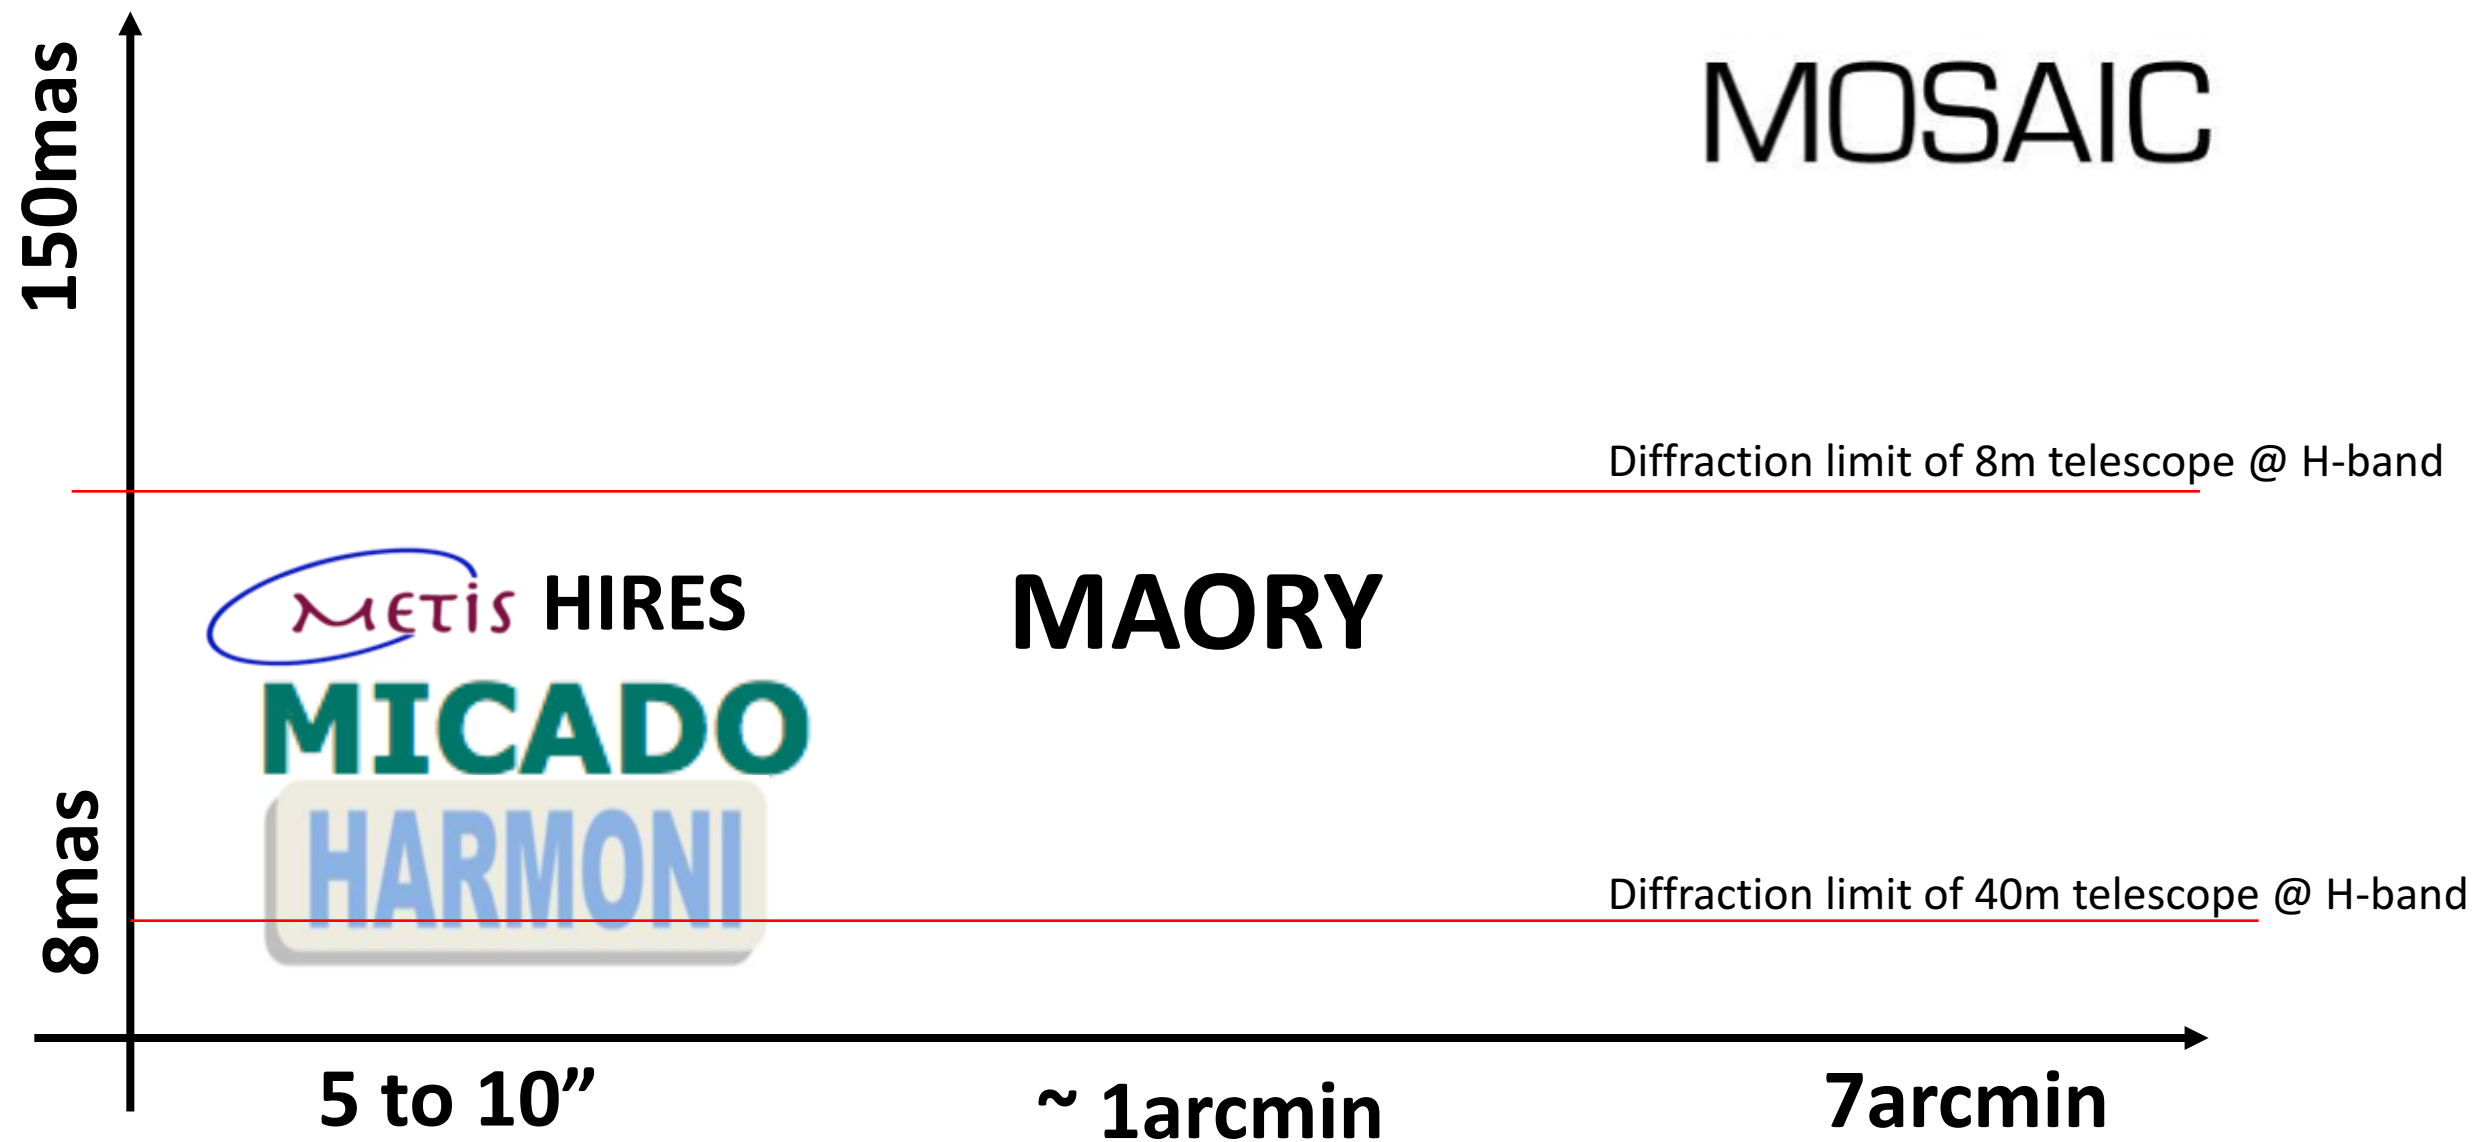 150mas
MOSAIC
Diffraction limit of 8m telescope @ H-band
METIS HIRES
MAORY
MICADO
HARMONI
8mas
Diffraction limit of 40m telescope @ H-band
5 to 10”
~ 1arcmin
7arcmin